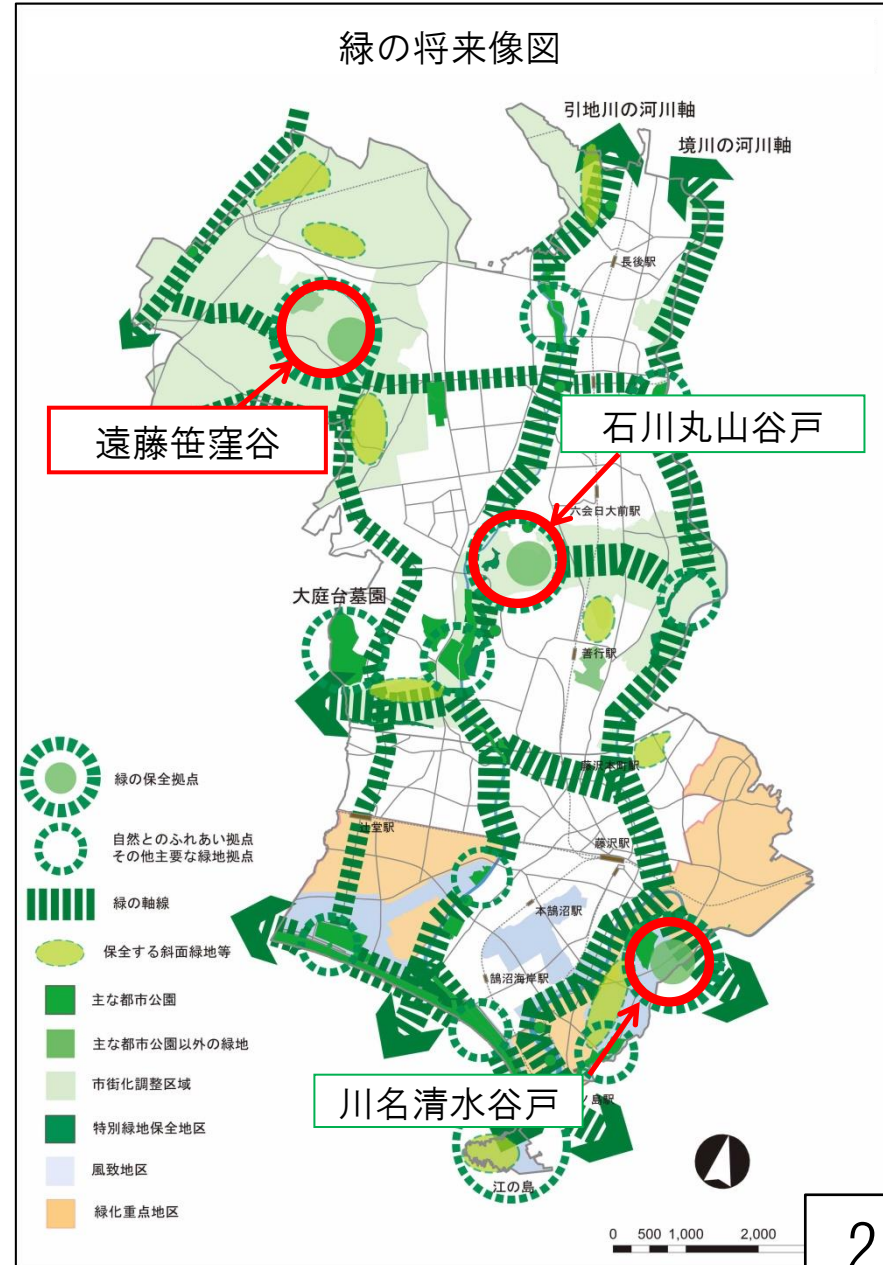 緑の将来像図
引地川の河川軸
境川の河川軸
長後駅
遠藤笹窪谷
石川丸山谷戸
六会日大前駅
大庭台墓園
善行駅
緑の保全拠点
藤沢本町駅
自然とのふれあい拠点
その他主要な緑地拠点
辻堂駅
藤沢駅
緑の軸線
本鵠沼駅
保全する斜面緑地等
鵠沼海岸駅
主な都市公園
主な都市公園以外の緑地
市街化調整区域
川名清水谷戸
ノ島駅
特別緑地保全地区
風致地区
江の島
緑化重点地区
0 500 1,000 2,000
2